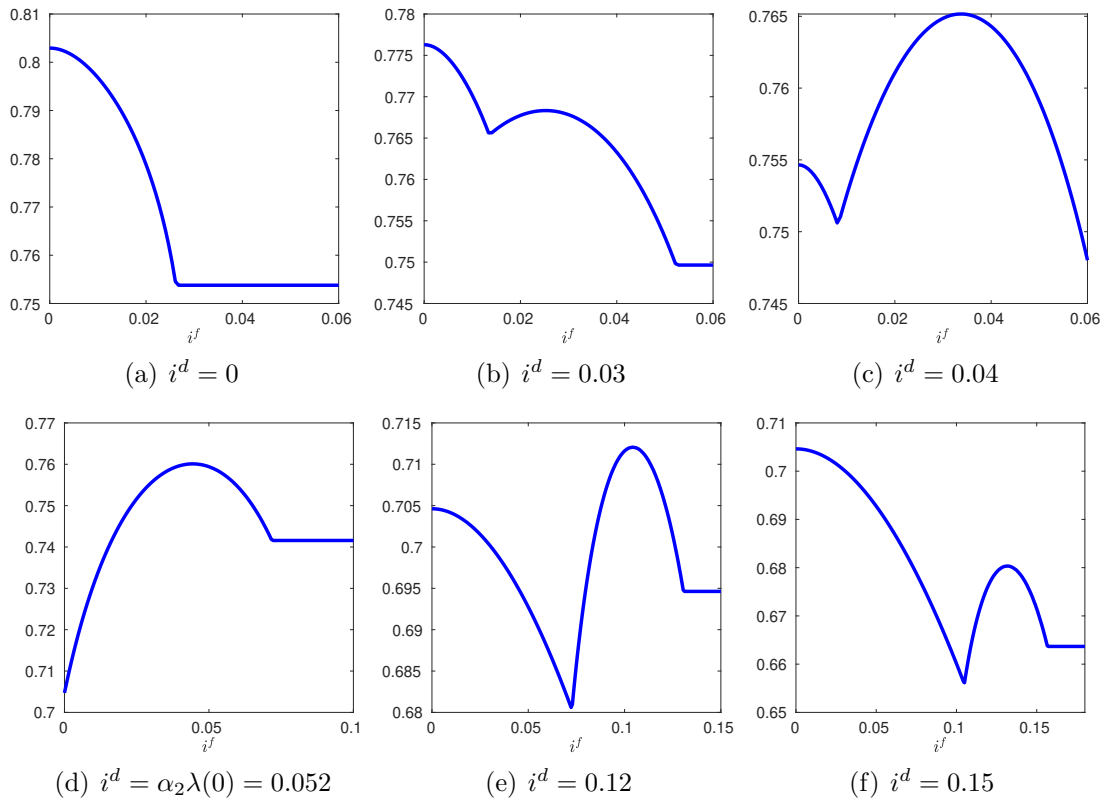 0.81
0.8
0.79
0.78
0.77
0.76
0.75
0 0.02 0.04 0.06
i^f
(a) i^d = 0
0.78
0.775
0.77
0.765
0.76
0.755
0.75
0.745
0 0.02 0.04 0.06
i^f
(b) i^d = 0.03
0.765
0.76
0.755
0.75
0.745
0 0.02 0.04 0.06
i^f
(c) i^d = 0.04
0.77
0.76
0.75
0.74
0.73
0.72
0.71
0.7
0 0.05 0.1
i^f
(d) i^d = α₂λ(0) = 0.052
0.715
0.71
0.705
0.7
0.695
0.69
0.685
0.68
0 0.05 0.1 0.15
i^f
(e) i^d = 0.12
0.71
0.7
0.69
0.68
0.67
0.66
0.65
0 0.05 0.1 0.15
i^f
(f) i^d = 0.15